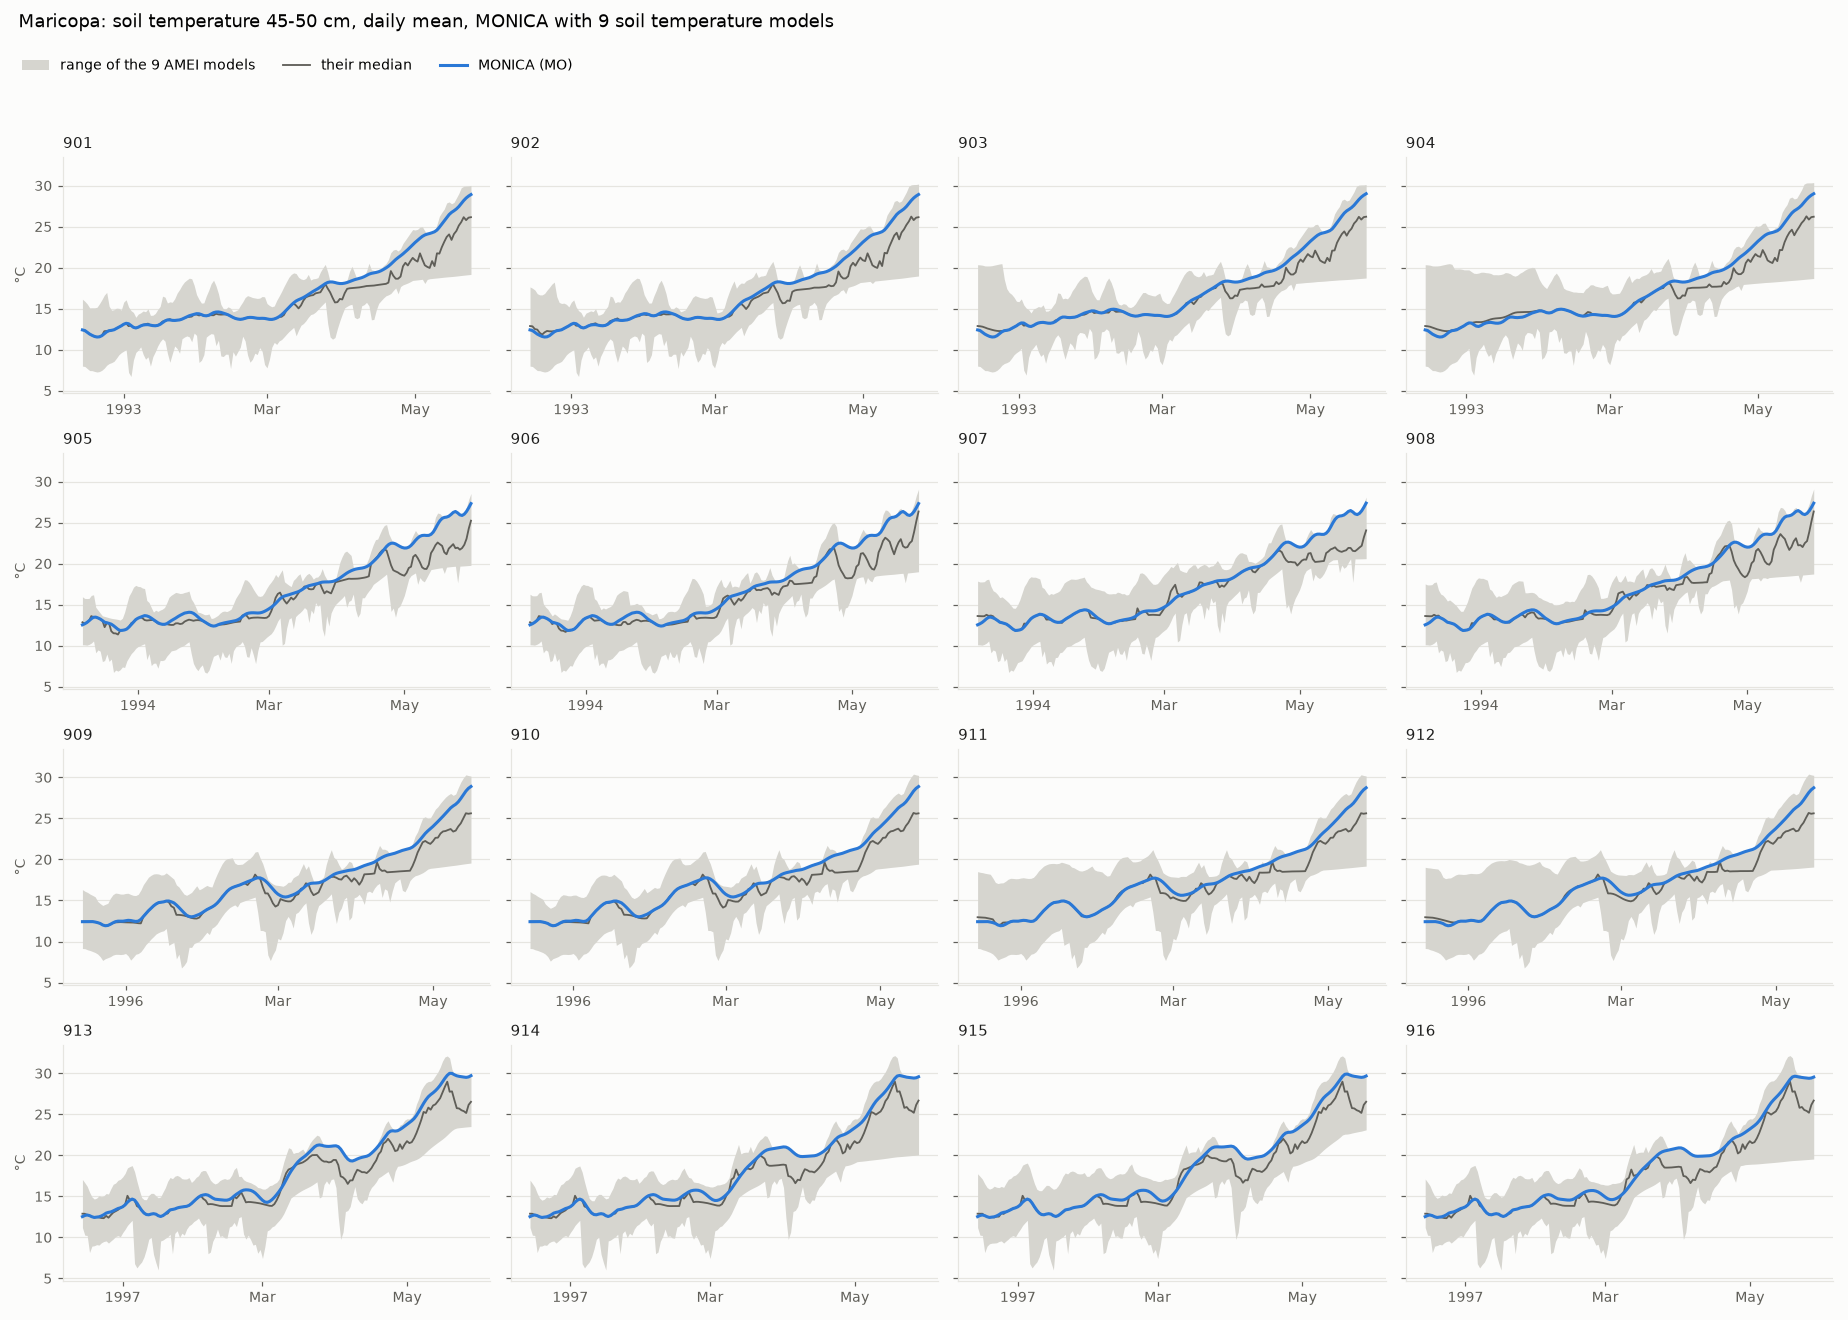 Maricopa: soil temperature 45-50 cm, daily mean, MONICA with 9 soil temperature models
range of the 9 AMEI models their median MONICA (MO)
901 902 903 904
30
25
20
15
10
5
°C
1993 Mar May 1993 Mar May 1993 Mar May 1993 Mar May
905 906 907 908
30
25
20
15
10
5
°C
1994 Mar May 1994 Mar May 1994 Mar May 1994 Mar May
909 910 911 912
30
25
20
15
10
5
°C
1996 Mar May 1996 Mar May 1996 Mar May 1996 Mar May
913 914 915 916
30
25
20
15
10
5
°C
1997 Mar May 1997 Mar May 1997 Mar May 1997 Mar May